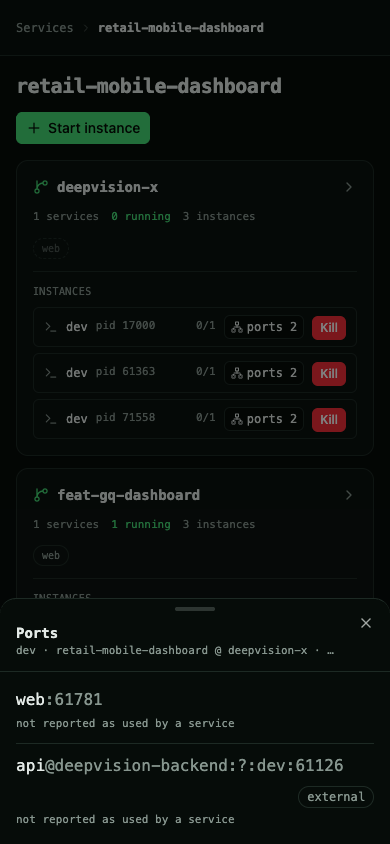 Services > retail-mobile-dashboard
retail-mobile-dashboard
+ Start instance
deepvision-x
1 services 0 running 3 instances
web
INSTANCES
dev pid 17000 0/1 ports 2 Kill
dev pid 61363 0/1 ports 2 Kill
dev pid 71558 0/1 ports 2 Kill
feat-gq-dashboard
1 services 1 running 3 instances
web
INSTANCES
Ports
dev · retail-mobile-dashboard @ deepvision-x · …
web:61781
not reported as used by a service
api@deepvision-backend:?:dev:61126
external
not reported as used by a service